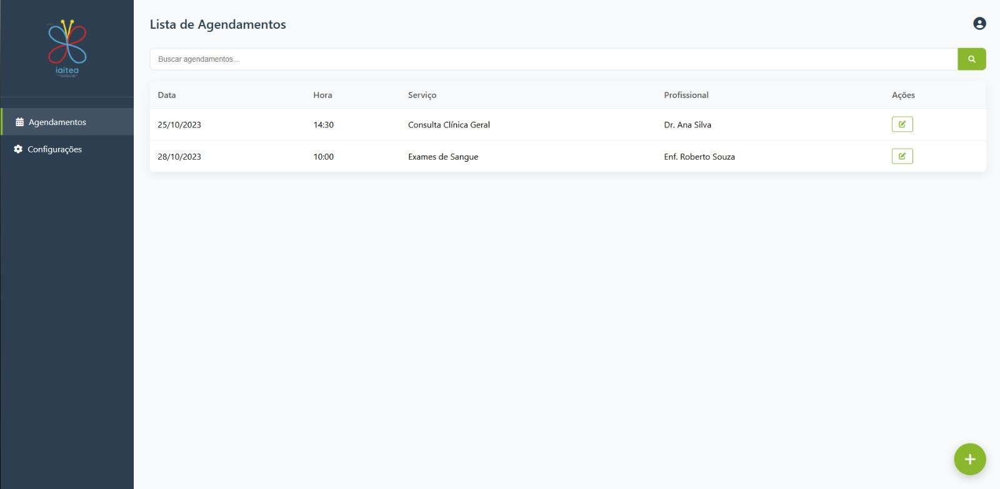 iaitea
Agendamentos
Configurações
Lista de Agendamentos
Buscar agendamentos...
Data Hora Serviço Profissional Ações
25/10/2023 14:30 Consulta Clínica Geral Dr. Ana Silva
28/10/2023 10:00 Exames de Sangue Enf. Roberto Souza